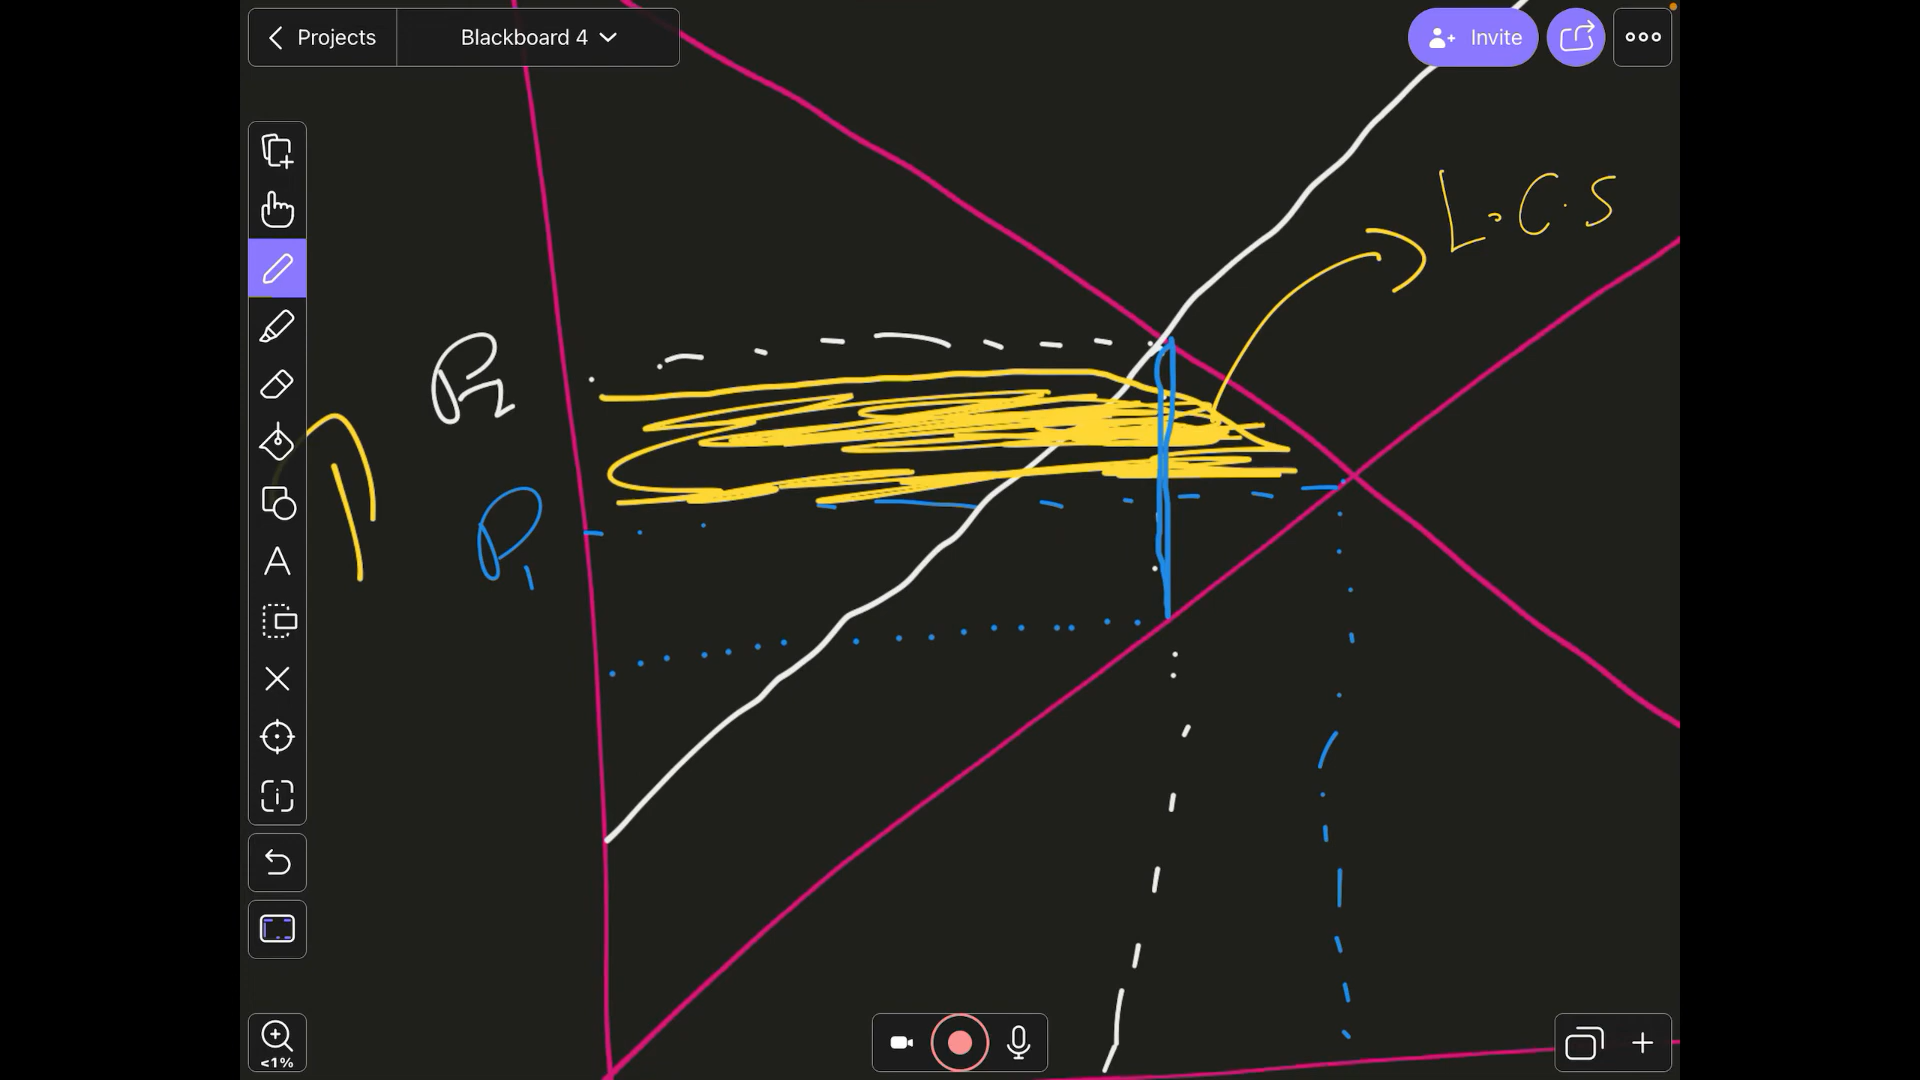 Projects
Blackboard 4
Invite
L.C.S
P2
P1
A
<1%